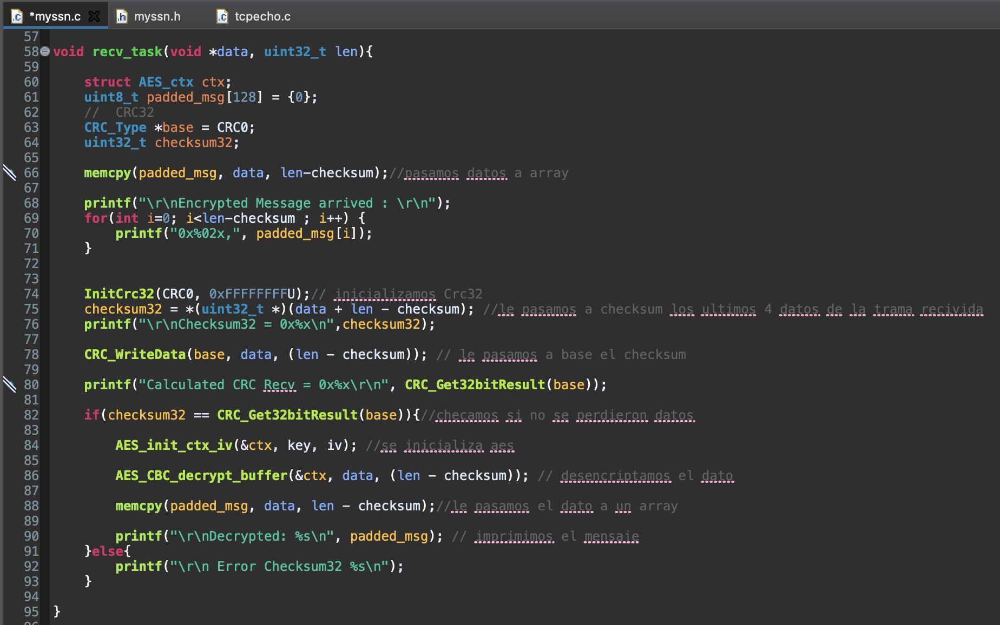 *myssn.c myssn.h tcpecho.c
57
58 void recv_task(void *data, uint32_t len){
59
60 struct AES_ctx ctx;
61 uint8_t padded_msg[128] = {0};
62 //  CRC32
63 CRC_Type *base = CRC0;
64 uint32_t checksum32;
65
66 memcpy(padded_msg, data, len-checksum);//pasamos datos a array
67
68 printf("\r\nEncrypted Message arrived : \r\n");
69 for(int i=0; i<len-checksum ; i++) {
70 printf("0x%02x,", padded_msg[i]);
71 }
72
73
74 InitCrc32(CRC0, 0xFFFFFFFFU);// inicializamos Crc32
75 checksum32 = *(uint32_t *)(data + len - checksum); //le pasamos a checksum los ultimos 4 datos de la trama recivida
76 printf("\r\nChecksum32 = 0x%x\n",checksum32);
77
78 CRC_WriteData(base, data, (len - checksum)); // le pasamos a base el checksum
79
80 printf("Calculated CRC Recv = 0x%x\r\n", CRC_Get32bitResult(base));
81
82 if(checksum32 == CRC_Get32bitResult(base)){//checamos si no se perdieron datos
83
84 AES_init_ctx_iv(&ctx, key, iv); //se inicializa aes
85
86 AES_CBC_decrypt_buffer(&ctx, data, (len - checksum)); // desencriptamos el dato
87
88 memcpy(padded_msg, data, len - checksum);//le pasamos el dato a un array
89
90 printf("\r\nDecrypted: %s\n", padded_msg); // imprimimos el mensaje
91 }else{
92 printf("\r\n Error Checksum32 %s\n");
93 }
94
95 }